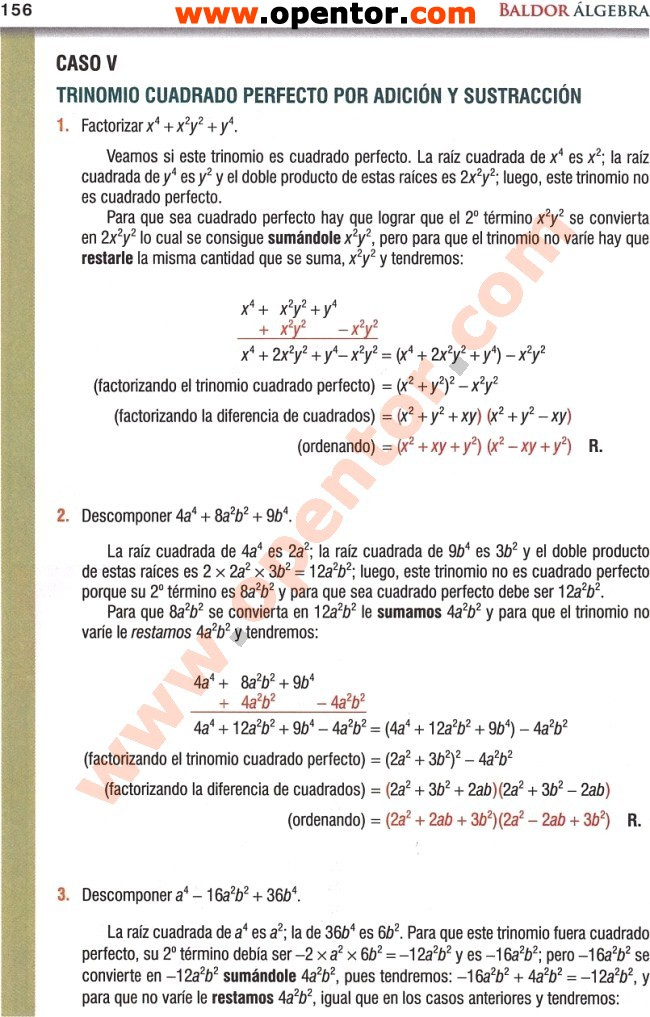 156
www.opentor.com
BALDOR ÁLGEBRA
CASO V
TRINOMIO CUADRADO PERFECTO POR ADICIÓN Y SUSTRACCIÓN
1. Factorizar x⁴ + x²y² + y⁴.
Veamos si este trinomio es cuadrado perfecto. La raíz cuadrada de x⁴ es x²; la raíz
cuadrada de y⁴ es y² y el doble producto de estas raíces es 2x²y²; luego, este trinomio no
es cuadrado perfecto.
Para que sea cuadrado perfecto hay que lograr que el 2º término x²y² se convierta
en 2x²y² lo cual se consigue sumándole x²y², pero para que el trinomio no varíe hay que
restarle la misma cantidad que se suma, x²y² y tendremos:
x⁴ + x²y² + y⁴
+ x²y² – x²y²
x⁴ + 2x²y² + y⁴ – x²y² = (x⁴ + 2x²y² + y⁴) – x²y²
(factorizando el trinomio cuadrado perfecto) = (x² + y²)² – x²y²
(factorizando la diferencia de cuadrados) = (x² + y² + xy) (x² + y² – xy)
(ordenando) = (x² + xy + y²) (x² – xy + y²) R.
2. Descomponer 4a⁴ + 8a²b² + 9b⁴.
La raíz cuadrada de 4a⁴ es 2a²; la raíz cuadrada de 9b⁴ es 3b² y el doble producto
de estas raíces es 2 × 2a² × 3b² = 12a²b²; luego, este trinomio no es cuadrado perfecto
porque su 2º término es 8a²b² y para que sea cuadrado perfecto debe ser 12a²b².
Para que 8a²b² se convierta en 12a²b² le sumamos 4a²b² y para que el trinomio no
varíe le restamos 4a²b² y tendremos:
4a⁴ + 8a²b² + 9b⁴
+ 4a²b² – 4a²b²
4a⁴ + 12a²b² + 9b⁴ – 4a²b² = (4a⁴ + 12a²b² + 9b⁴) – 4a²b²
(factorizando el trinomio cuadrado perfecto) = (2a² + 3b²)² – 4a²b²
(factorizando la diferencia de cuadrados) = (2a² + 3b² + 2ab)(2a² + 3b² – 2ab)
(ordenando) = (2a² + 2ab + 3b²)(2a² – 2ab + 3b²) R.
3. Descomponer a⁴ – 16a²b² + 36b⁴.
La raíz cuadrada de a⁴ es a²; la de 36b⁴ es 6b². Para que este trinomio fuera cuadrado
perfecto, su 2º término debía ser –2 × a² × 6b² = –12a²b² y es –16a²b²; pero –16a²b² se
convierte en –12a²b² sumándole 4a²b², pues tendremos: –16a²b² + 4a²b² = –12a²b², y
para que no varíe le restamos 4a²b², igual que en los casos anteriores y tendremos:
www.opentor.com